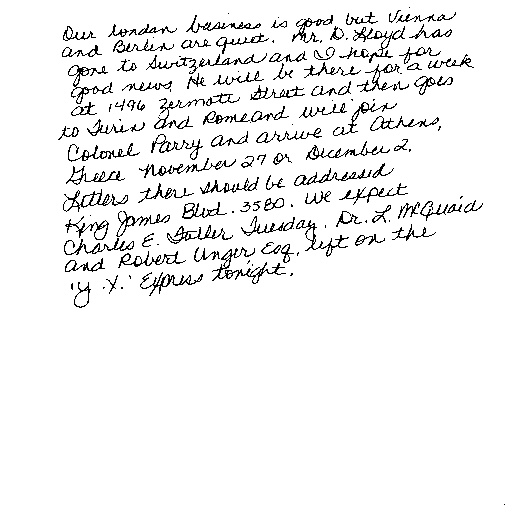 Our London business is good but Vienna
and Berlin are quiet. Mr. D. Lloyd has
gone to Switzerland and I hope for
good news. He will be there for a week
at 1496 Zermott Street and then goes
to Turin and Rome and will join
Colonel Parry and arrive at Athens,
Greece November 27 or December 2.
Letters there should be addressed
King James Blvd. 3580. We expect
Charles E. Fuller Tuesday. Dr. L. McQuaid
and Robert Unger Esq. left on the
'Y.X.' Express tonight.